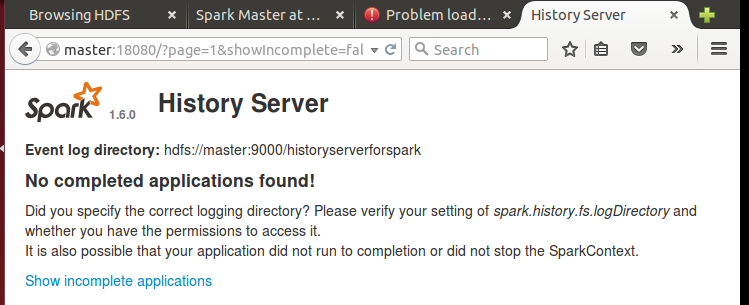 Browsing HDFS
Spark Master at ...
Problem load...
History Server
master:18080/?page=1&showIncomplete=fal
Search
Spark 1.6.0 History Server
Event log directory: hdfs://master:9000/historyserverforspark
No completed applications found!
Did you specify the correct logging directory? Please verify your setting of spark.history.fs.logDirectory and
whether you have the permissions to access it.
It is also possible that your application did not run to completion or did not stop the SparkContext.
Show incomplete applications